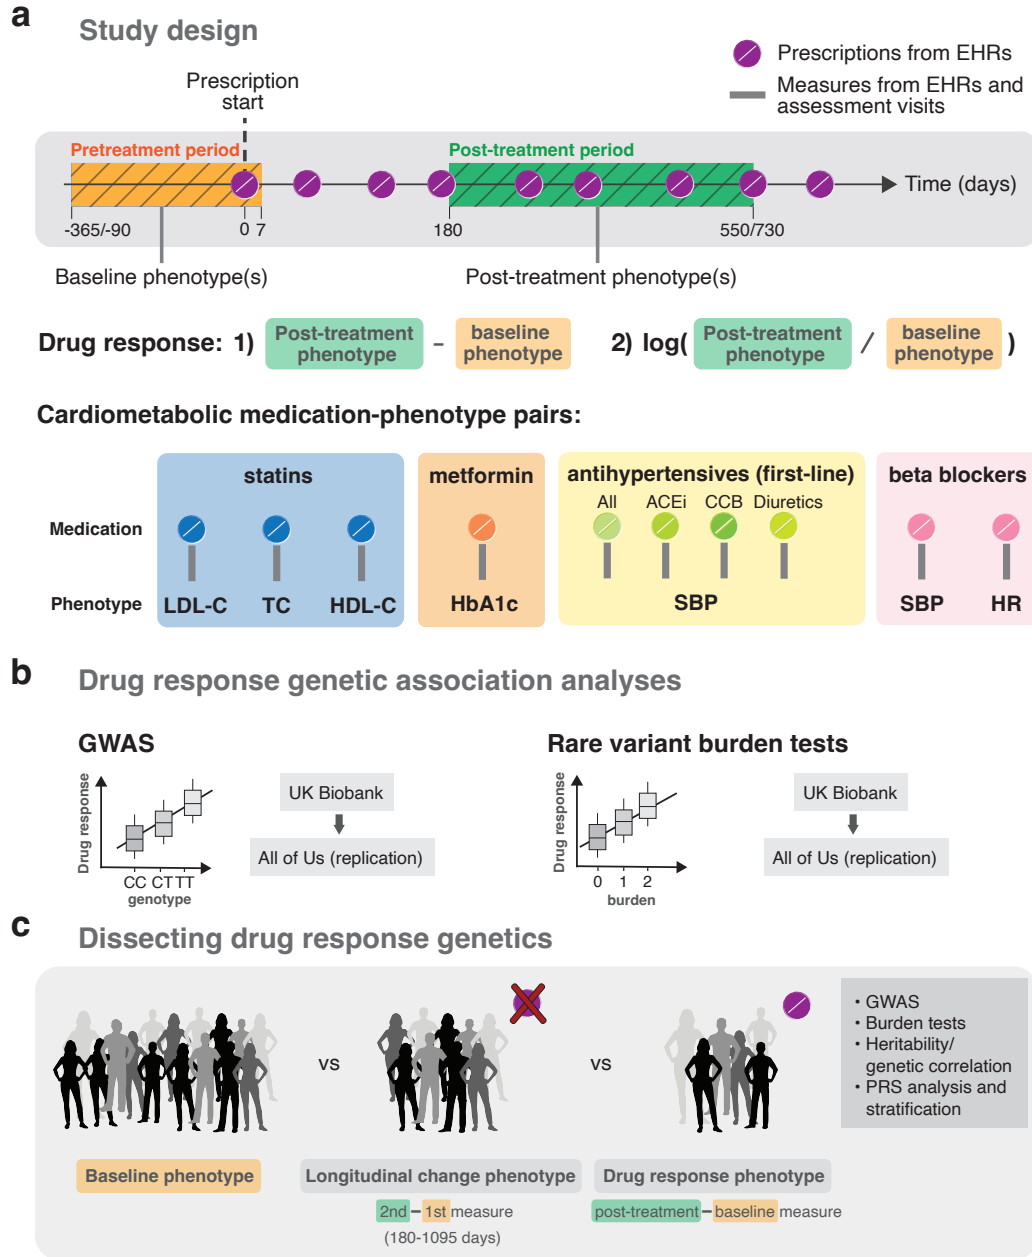 a
Study design
Prescriptions from EHRs
Measures from EHRs and
assessment visits
Prescription
start
Pretreatment period
Post-treatment period
Time (days)
-365/-90
0 7
180
550/730
Baseline phenotype(s)
Post-treatment phenotype(s)
Drug response: 1)
Post-treatment
phenotype
-
baseline
phenotype
2) log(
Post-treatment
phenotype
/
baseline
phenotype
)
Cardiometabolic medication-phenotype pairs:
statins
metformin
antihypertensives (first-line)
beta blockers
All ACEi CCB Diuretics
Medication
Phenotype
LDL-C TC HDL-C
HbA1c
SBP
SBP HR
b
Drug response genetic association analyses
GWAS
Drug response
CC CT TT
genotype
UK Biobank
All of Us (replication)
Rare variant burden tests
Drug response
0 1 2
burden
UK Biobank
All of Us (replication)
c
Dissecting drug response genetics
vs
vs
• GWAS
• Burden tests
• Heritability/
genetic correlation
• PRS analysis and
stratification
Baseline phenotype
Longitudinal change phenotype
2nd – 1st measure
(180-1095 days)
Drug response phenotype
post-treatment – baseline measure